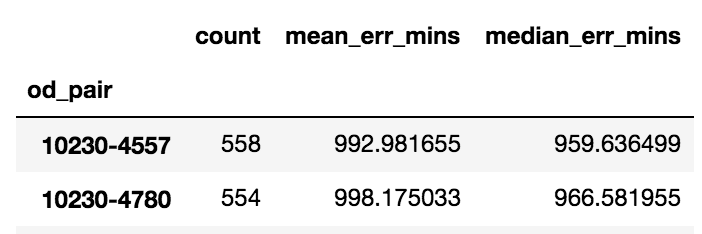 count mean_err_mins median_err_mins
od_pair
10230-4557 558 992.981655 959.636499
10230-4780 554 998.175033 966.581955